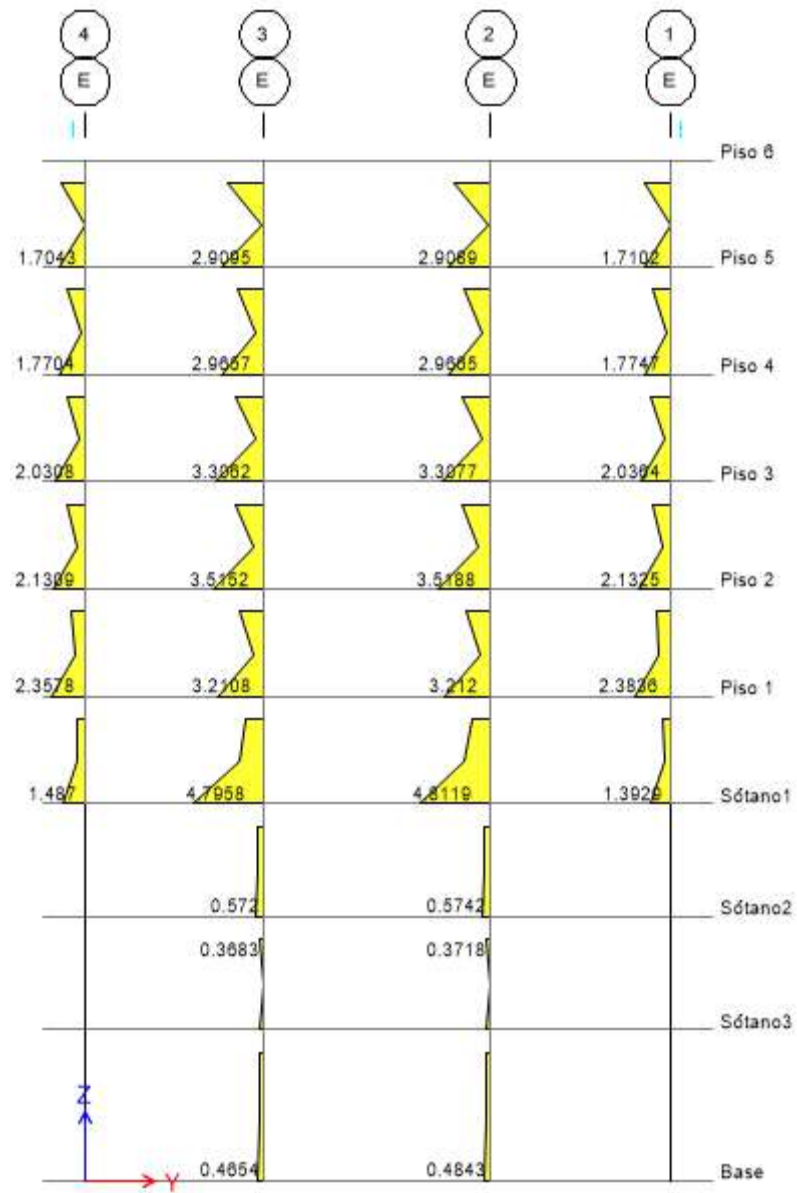 4 3 2 1
E E E E
Piso 6
1.7043 2.9095 2.9089 1.7102 Piso 5
1.7704 2.9657 2.9665 1.7747 Piso 4
2.0308 3.3062 3.3077 2.0364 Piso 3
2.1309 3.5152 3.5188 2.1325 Piso 2
2.3578 3.2108 3.212 2.3836 Piso 1
1.487 4.7958 4.8119 1.3929 Sótano1
0.572 0.5742 Sótano2
0.3683 0.3718
Sótano3
Z
Y 0.4654 0.4843 Base